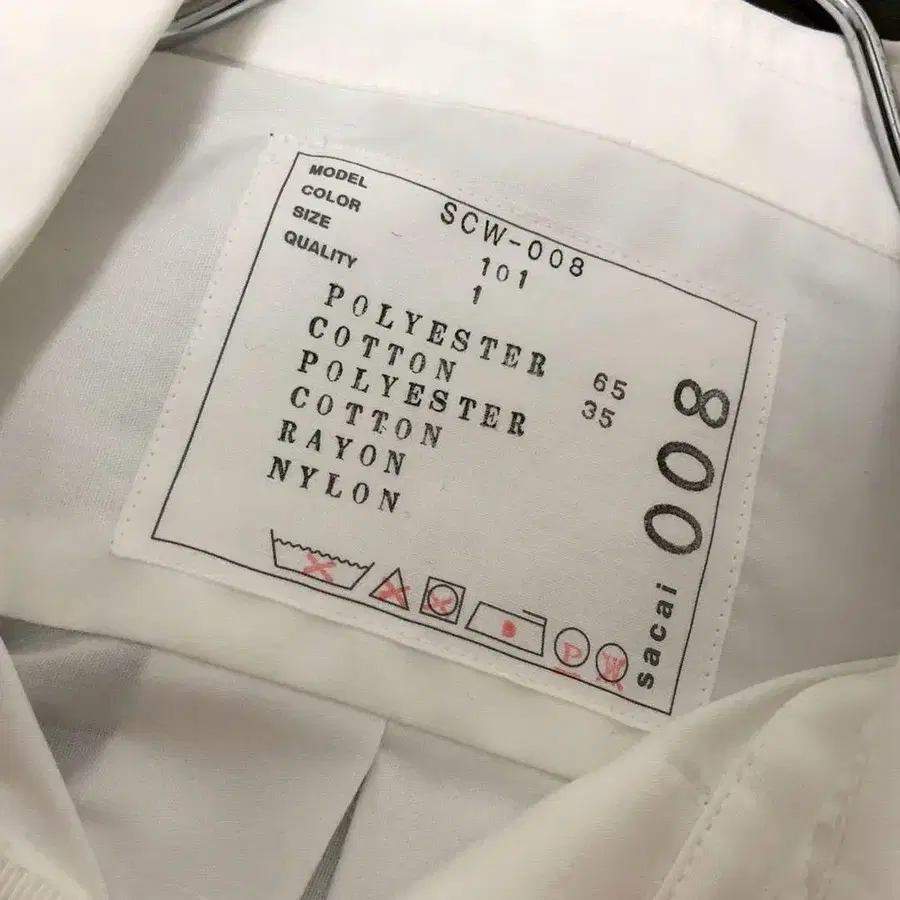 MODEL SCW-008
COLOR 101
SIZE 1
QUALITY
POLYESTER 65
COTTON 35
POLYESTER
COTTON
RAYON
NYLON
P W
sacai 008